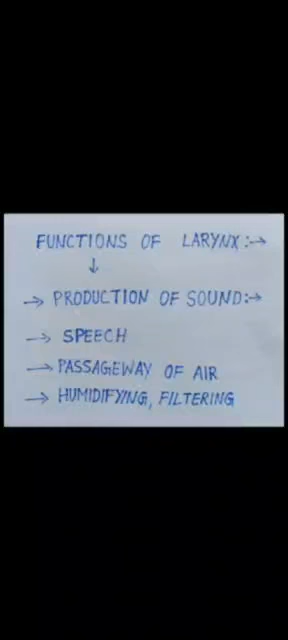 FUNCTIONS OF LARYNX:→
↓
→ PRODUCTION OF SOUND:→
→ SPEECH
→ PASSAGEWAY OF AIR
→ HUMIDIFYING, FILTERING